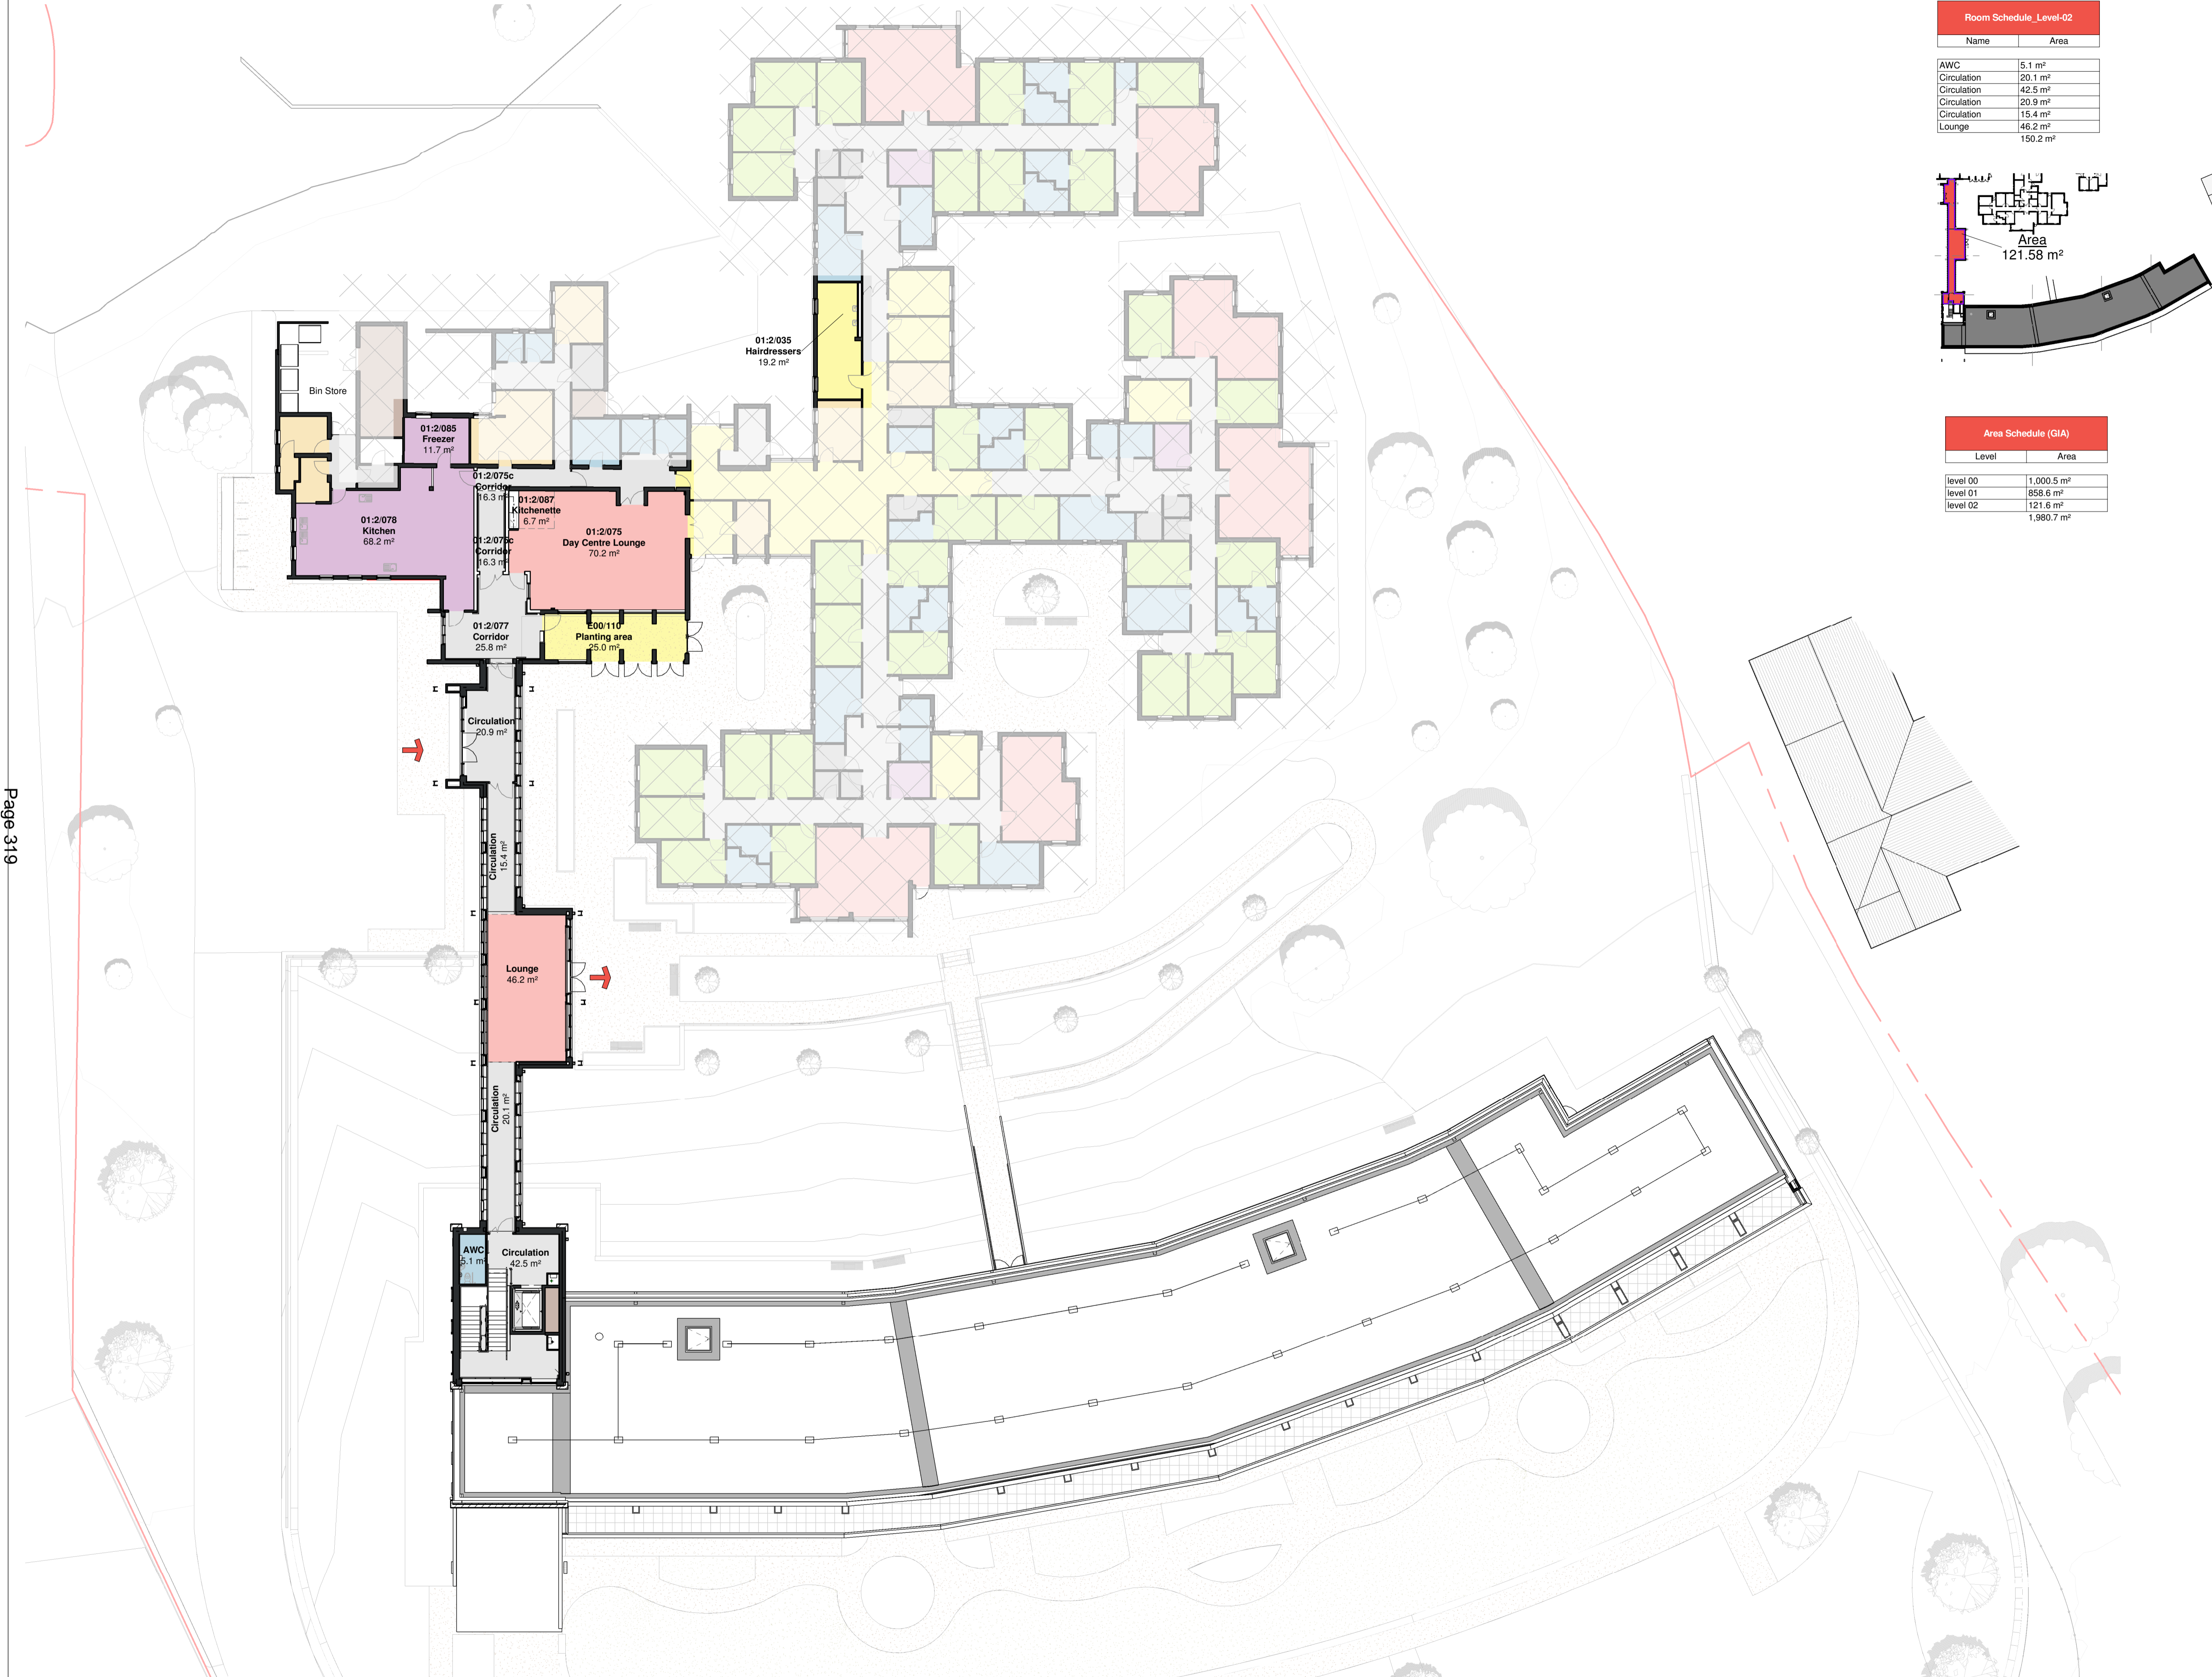 Room Schedule_Level-02
Name Area
AWC 5.1 m²
Circulation 20.1 m²
Circulation 42.5 m²
Circulation 20.9 m²
Circulation 15.4 m²
Lounge 46.2 m²
150.2 m²
Area
121.58 m²
Area Schedule (GIA)
Level Area
level 00 1,000.5 m²
level 01 858.6 m²
level 02 121.6 m²
1,980.7 m²
01:2/035
Hairdressers
19.2 m²
Bin Store
01:2/085
Freezer
11.7 m²
01:2/075c
Corridor
16.3 m²
01:2/087
Kitchenette
6.7 m²
01:2/078
Kitchen
68.2 m²
01:2/075
Day Centre Lounge
70.2 m²
01:2/075c
Corridor
16.3 m²
01:2/077
Corridor
25.8 m²
E00/110
Planting area
25.0 m²
Circulation
20.9 m²
Circulation
15.4 m²
Lounge
46.2 m²
Circulation
20.1 m²
AWC
5.1 m²
Circulation
42.5 m²
Page 319